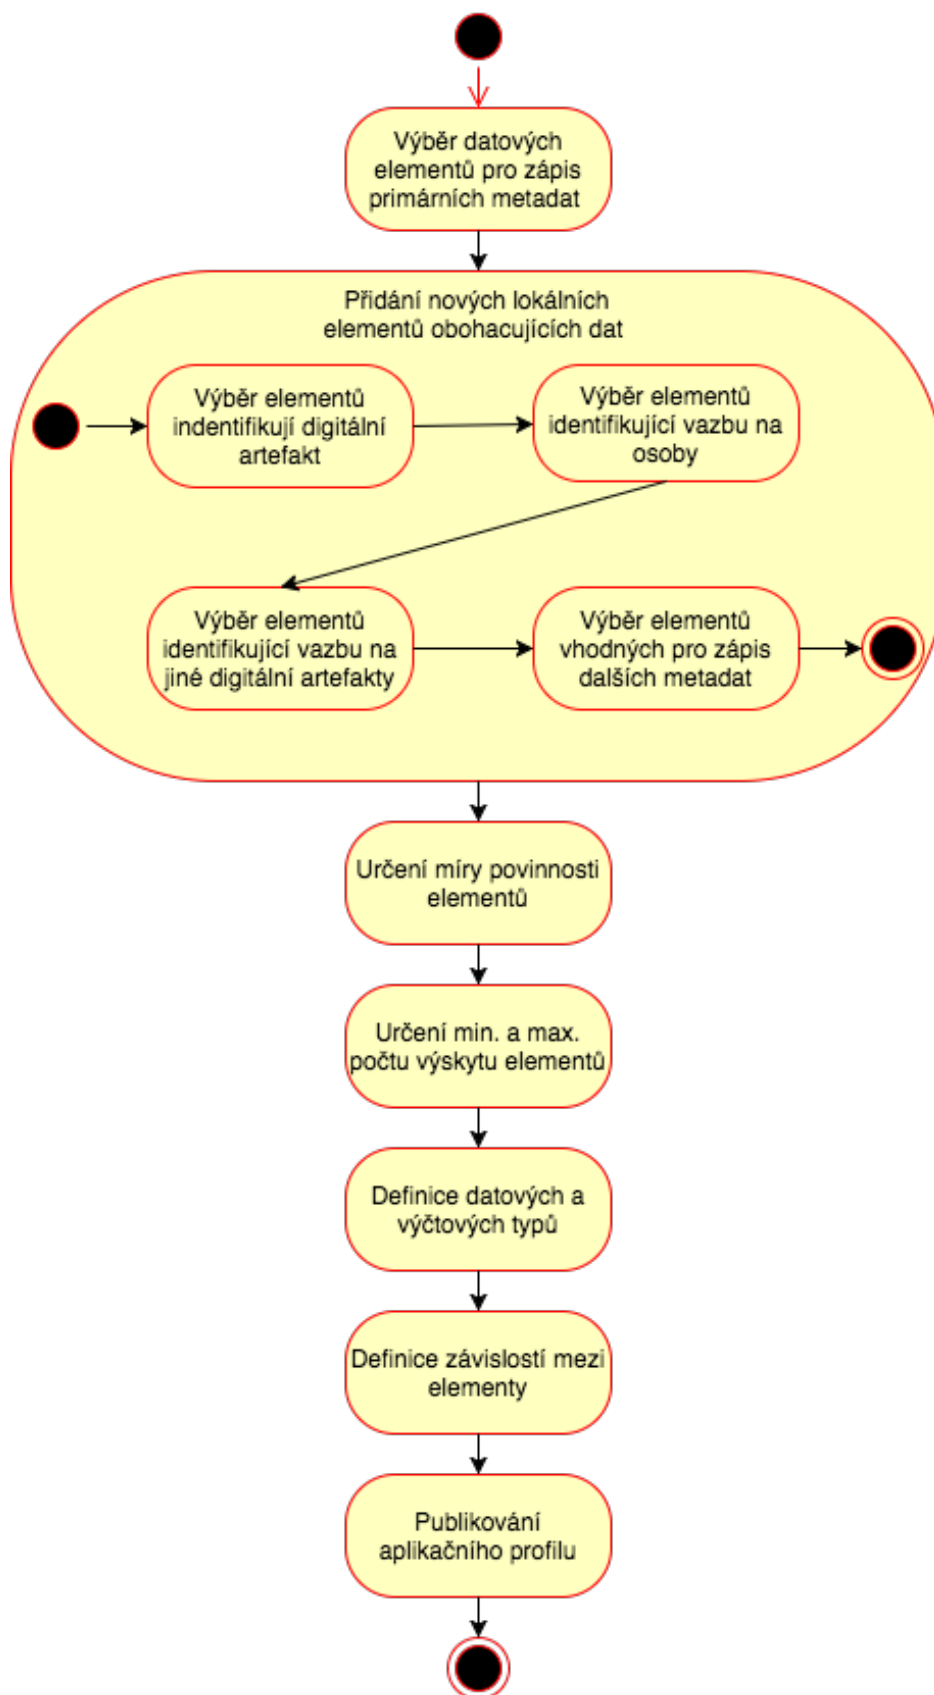 Výběr datových
elementů pro zápis
primárních metadat
Přidání nových lokálních
elementů obohacujících dat
Výběr elementů
indentifikují digitální
artefakt
Výběr elementů
identifikující vazbu na
osoby
Výběr elementů
identifikující vazbu na
jiné digitální artefakty
Výběr elementů
vhodných pro zápis
dalších metadat
Určení míry povinnosti
elementů
Určení min. a max.
počtu výskytu elementů
Definice datových a
výčtových typů
Definice závislostí mezi
elementy
Publikování
aplikačního profilu